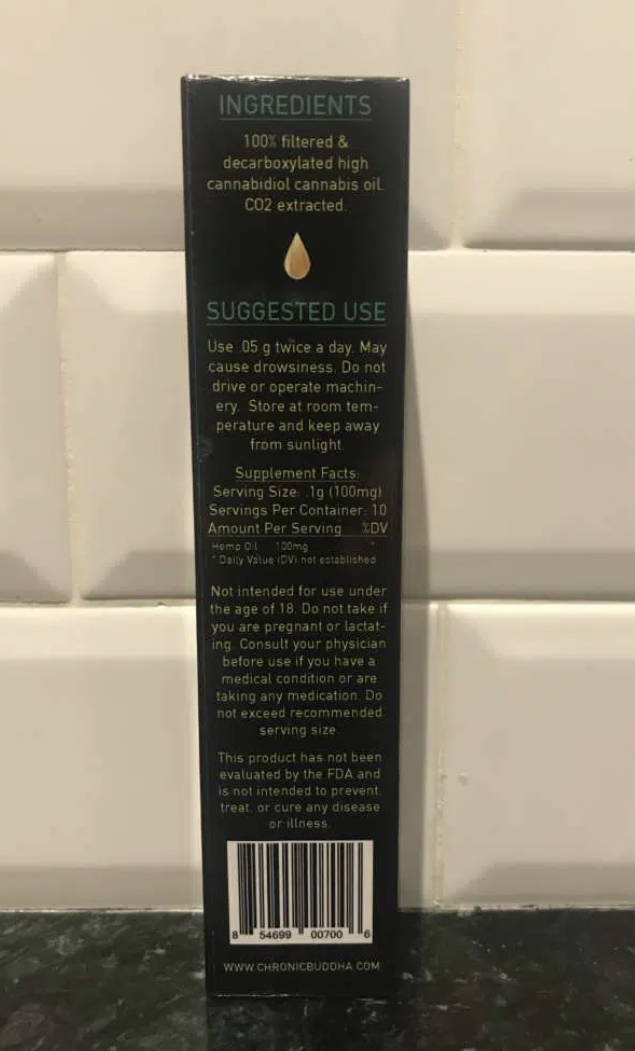 INGREDIENTS
100% filtered &
decarboxylated high
cannabidiol cannabis oil.
CO2 extracted.
SUGGESTED USE
Use .05 g twice a day. May
cause drowsiness. Do not
drive or operate machin-
ery. Store at room tem-
perature and keep away
from sunlight.
Supplement Facts:
Serving Size: .1g (100mg)
Servings Per Container: 10
Amount Per Serving %DV
Hemp Oil 100mg *
* Daily Value (DV) not established
Not intended for use under
the age of 18. Do not take if
you are pregnant or lactat-
ing. Consult your physician
before use if you have a
medical condition or are
taking any medication. Do
not exceed recommended
serving size.
This product has not been
evaluated by the FDA and
is not intended to prevent,
treat, or cure any disease
or illness.
8 54699 00700 6
WWW.CHRONICBUDDHA.COM